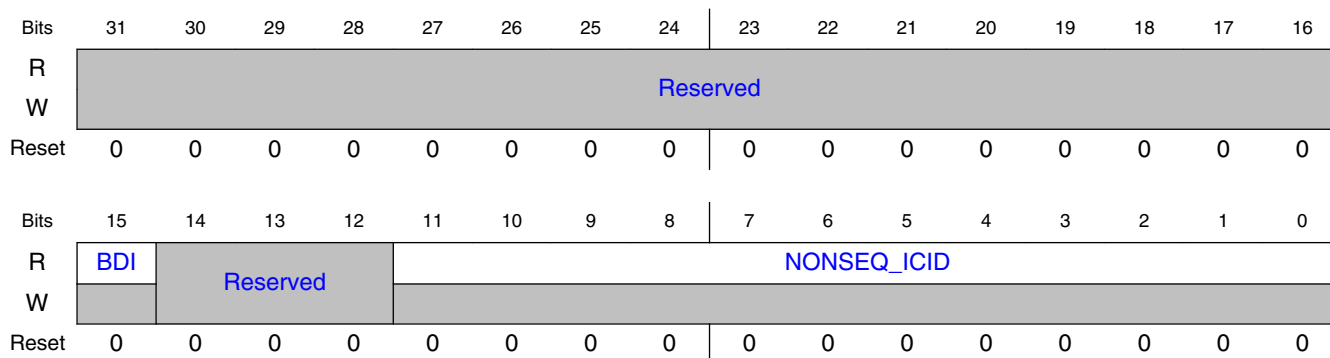 Bits 31 30 29 28 27 26 25 24 23 22 21 20 19 18 17 16
R
Reserved
W
Reset 0 0 0 0 0 0 0 0 0 0 0 0 0 0 0 0
Bits 15 14 13 12 11 10 9 8 7 6 5 4 3 2 1 0
R BDI NONSEQ_ICID
Reserved
W
Reset 0 0 0 0 0 0 0 0 0 0 0 0 0 0 0 0